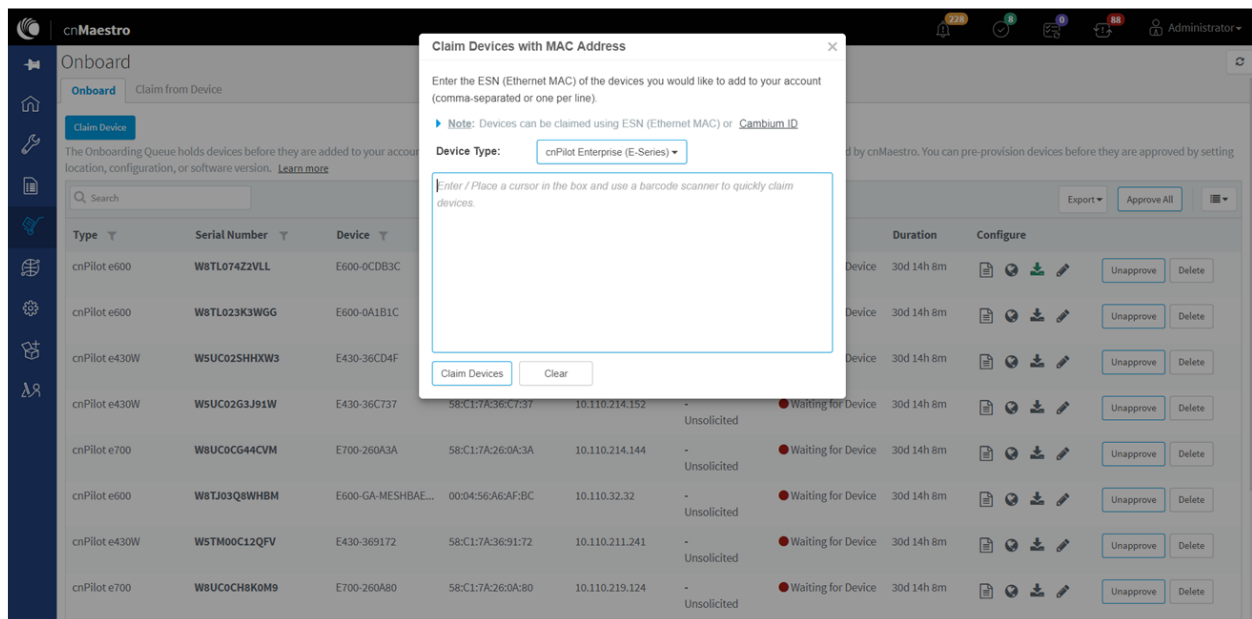 cnMaestro
228
8
0
88
Administrator
Onboard
Onboard
Claim from Device
Claim Device
The Onboarding Queue holds devices before they are added to your accour
d by cnMaestro. You can pre-provision devices before they are approved by setting
location, configuration, or software version. Learn more
Search
Export
Approve All
Claim Devices with MAC Address
Enter the ESN (Ethernet MAC) of the devices you would like to add to your account
(comma-separated or one per line).
Note: Devices can be claimed using ESN (Ethernet MAC) or Cambium ID
Device Type: cnPilot Enterprise (E-Series)
Enter / Place a cursor in the box and use a barcode scanner to quickly claim
devices.
Claim Devices Clear
Type Serial Number Device Duration Configure
cnPilot e600 W8TL074Z2VLL E600-0CDB3C Device 30d 14h 8m Unapprove Delete
cnPilot e600 W8TL023K3WGG E600-0A1B1C Device 30d 14h 8m Unapprove Delete
cnPilot e430W W5UC02SHHXW3 E430-36CD4F Device 30d 14h 8m Unapprove Delete
cnPilot e430W W5UC02G3J91W E430-36C737 58:C1:7A:36:C7:37 10.110.214.152 - Waiting for Device 30d 14h 8m Unapprove Delete
Unsolicited
cnPilot e700 W8UC0CG44CVM E700-260A3A 58:C1:7A:26:0A:3A 10.110.214.144 - Waiting for Device 30d 14h 8m Unapprove Delete
Unsolicited
cnPilot e600 W8TJ03Q8WHBM E600-GA-MESHBAE... 00:04:56:A6:AF:BC 10.110.32.32 - Waiting for Device 30d 14h 8m Unapprove Delete
Unsolicited
cnPilot e430W W5TM00C12QFV E430-369172 58:C1:7A:36:91:72 10.110.211.241 - Waiting for Device 30d 14h 8m Unapprove Delete
Unsolicited
cnPilot e700 W8UC0CH8K0M9 E700-260A80 58:C1:7A:26:0A:80 10.110.219.124 - Waiting for Device 30d 14h 8m Unapprove Delete
Unsolicited